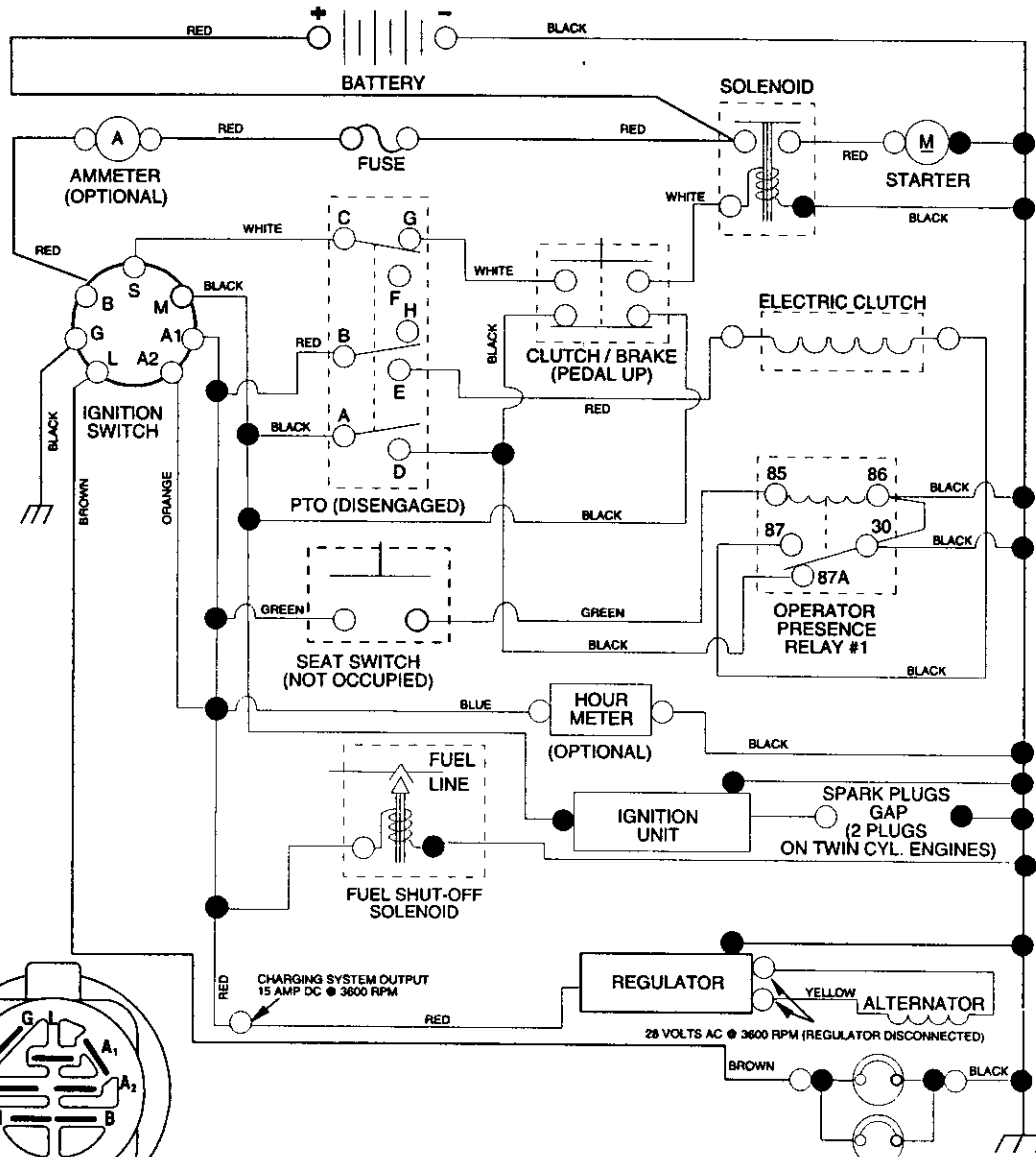 +
-
RED
BLACK
BATTERY
SOLENOID
A
RED
FUSE
RED
RED
M
STARTER
AMMETER
(OPTIONAL)
WHITE
BLACK
RED
WHITE
C
G
S
BLACK
WHITE
B
M
F
ELECTRIC CLUTCH
G
A1
H
L
A2
RED
B
BLACK
CLUTCH / BRAKE
(PEDAL UP)
E
RED
IGNITION
SWITCH
BLACK
A
BLACK
D
BROWN
ORANGE
PTO (DISENGAGED)
85
86
BLACK
BLACK
87
30
BLACK
87A
GREEN
GREEN
OPERATOR
PRESENCE
RELAY #1
SEAT SWITCH
(NOT OCCUPIED)
BLACK
BLACK
BLUE
HOUR
METER
(OPTIONAL)
BLACK
FUEL
LINE
IGNITION
UNIT
SPARK PLUGS
GAP
(2 PLUGS
ON TWIN CYL. ENGINES)
FUEL SHUT-OFF
SOLENOID
RED
CHARGING SYSTEM OUTPUT
15 AMP DC @ 3600 RPM
RED
REGULATOR
YELLOW
ALTERNATOR
28 VOLTS AC @ 3600 RPM (REGULATOR DISCONNECTED)
G
L
A1
A2
B
BROWN
BLACK